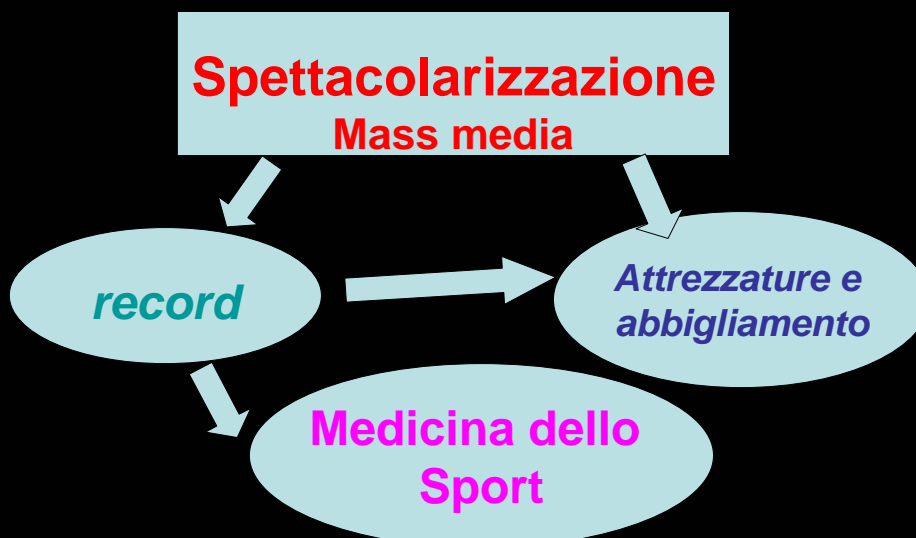 Spettacolarizzazione
Mass media
record
Attrezzature e
abbigliamento
Medicina dello
Sport